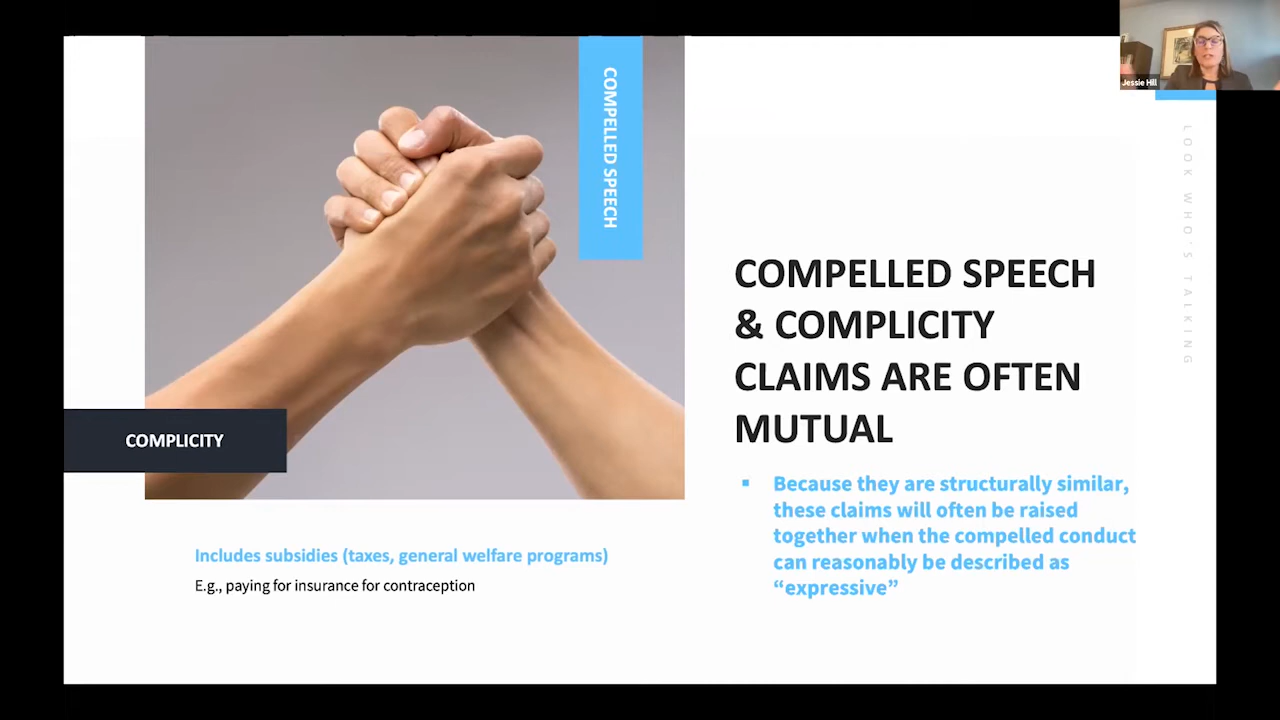 Jessie Hill
COMPELLED SPEECH
LOOK WHO'S TALKING
COMPELLED SPEECH
& COMPLICITY
CLAIMS ARE OFTEN
MUTUAL
COMPLICITY
▪ Because they are structurally similar,
these claims will often be raised
together when the compelled conduct
can reasonably be described as
“expressive”
Includes subsidies (taxes, general welfare programs)
E.g., paying for insurance for contraception